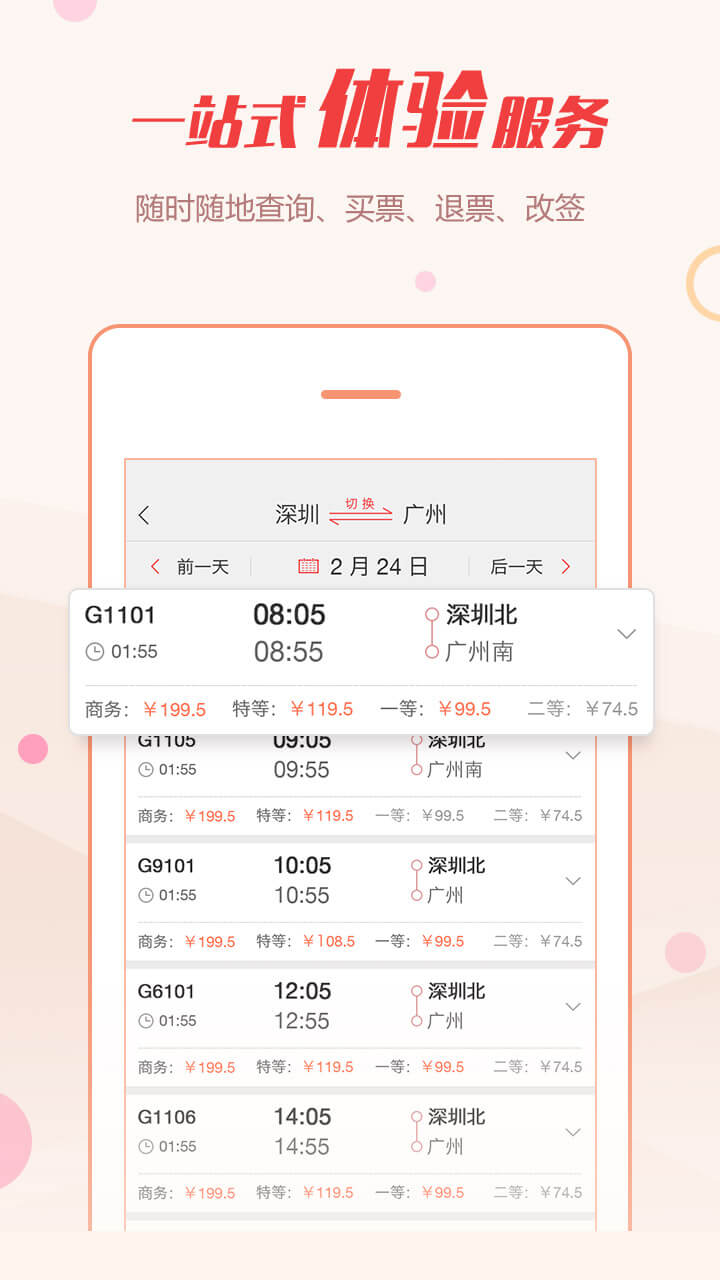 一站式体验服务
随时随地查询、买票、退票、改签
深圳 切换 广州
前一天 2月24日 后一天
G1101 08:05 深圳北
01:55 08:55 广州南
商务：￥199.5 特等：￥119.5 一等：￥99.5 二等：￥74.5
G1105 09:05 深圳北
01:55 09:55 广州南
商务：￥199.5 特等：￥119.5 一等：￥99.5 二等：￥74.5
G9101 10:05 深圳北
01:55 10:55 广州
商务：￥199.5 特等：￥108.5 一等：￥99.5 二等：￥74.5
G6101 12:05 深圳北
01:55 12:55 广州
商务：￥199.5 特等：￥119.5 一等：￥99.5 二等：￥74.5
G1106 14:05 深圳北
01:55 14:55 广州
商务：￥199.5 特等：￥119.5 一等：￥99.5 二等：￥74.5